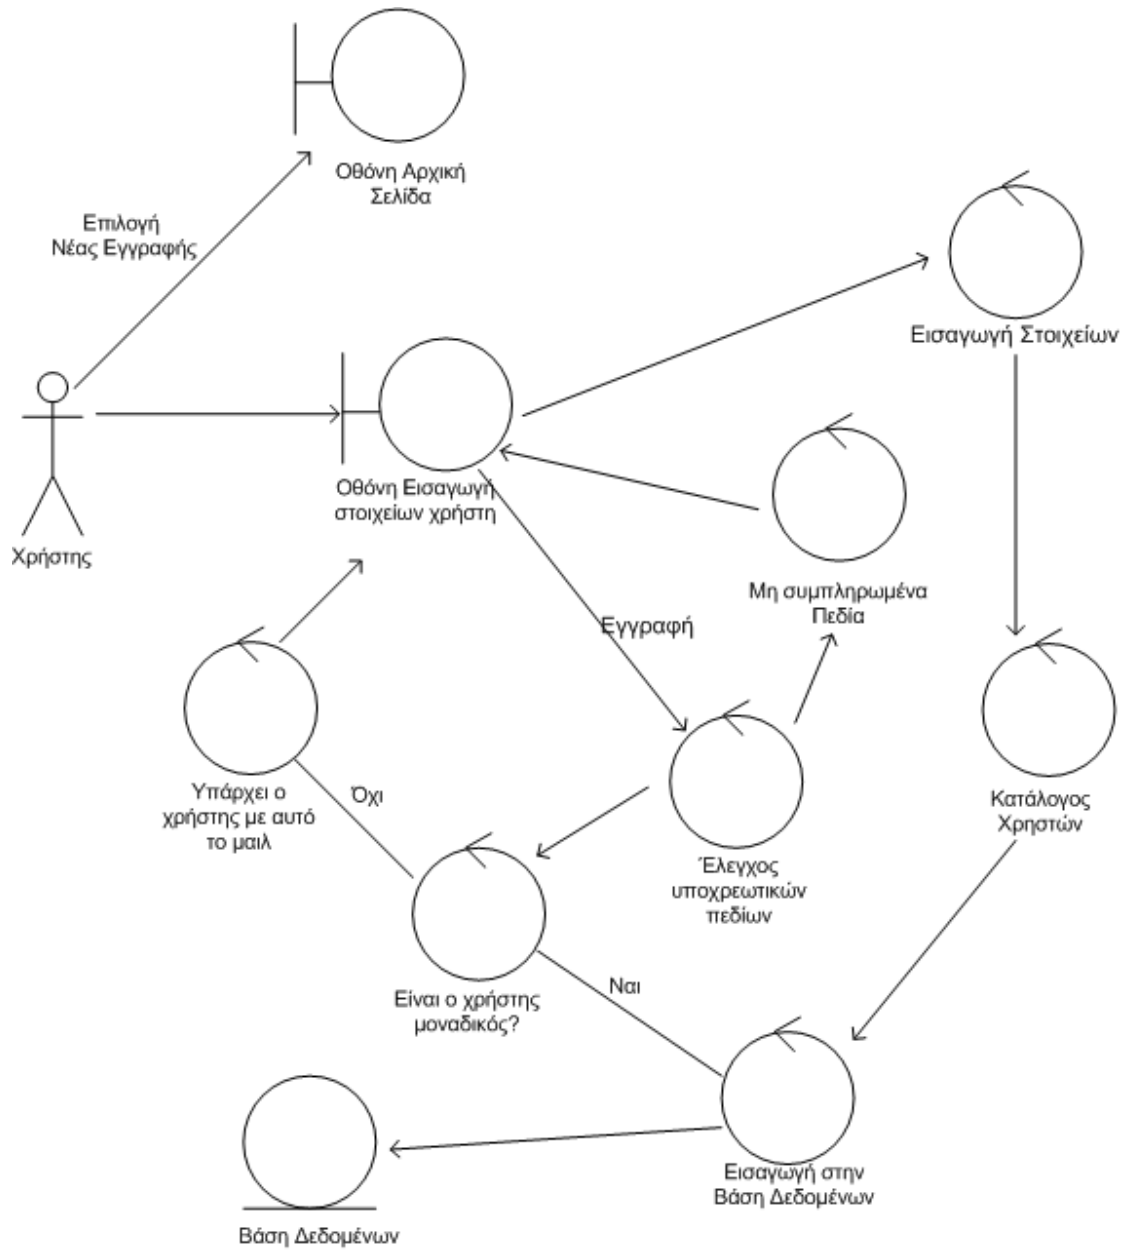 Οθόνη Αρχική
Σελίδα
Επιλογή
Νέας Εγγραφής
Εισαγωγή Στοιχείων
Χρήστης
Οθόνη Εισαγωγή
στοιχείων χρήστη
Μη συμπληρωμένα
Πεδία
Εγγραφή
Υπάρχει ο
χρήστης με αυτό
το μαιλ
Όχι
Κατάλογος
Χρηστών
Έλεγχος
υποχρεωτικών
πεδίων
Είναι ο χρήστης
μοναδικός?
Ναι
Εισαγωγή στην
Βάση Δεδομένων
Βάση Δεδομένων